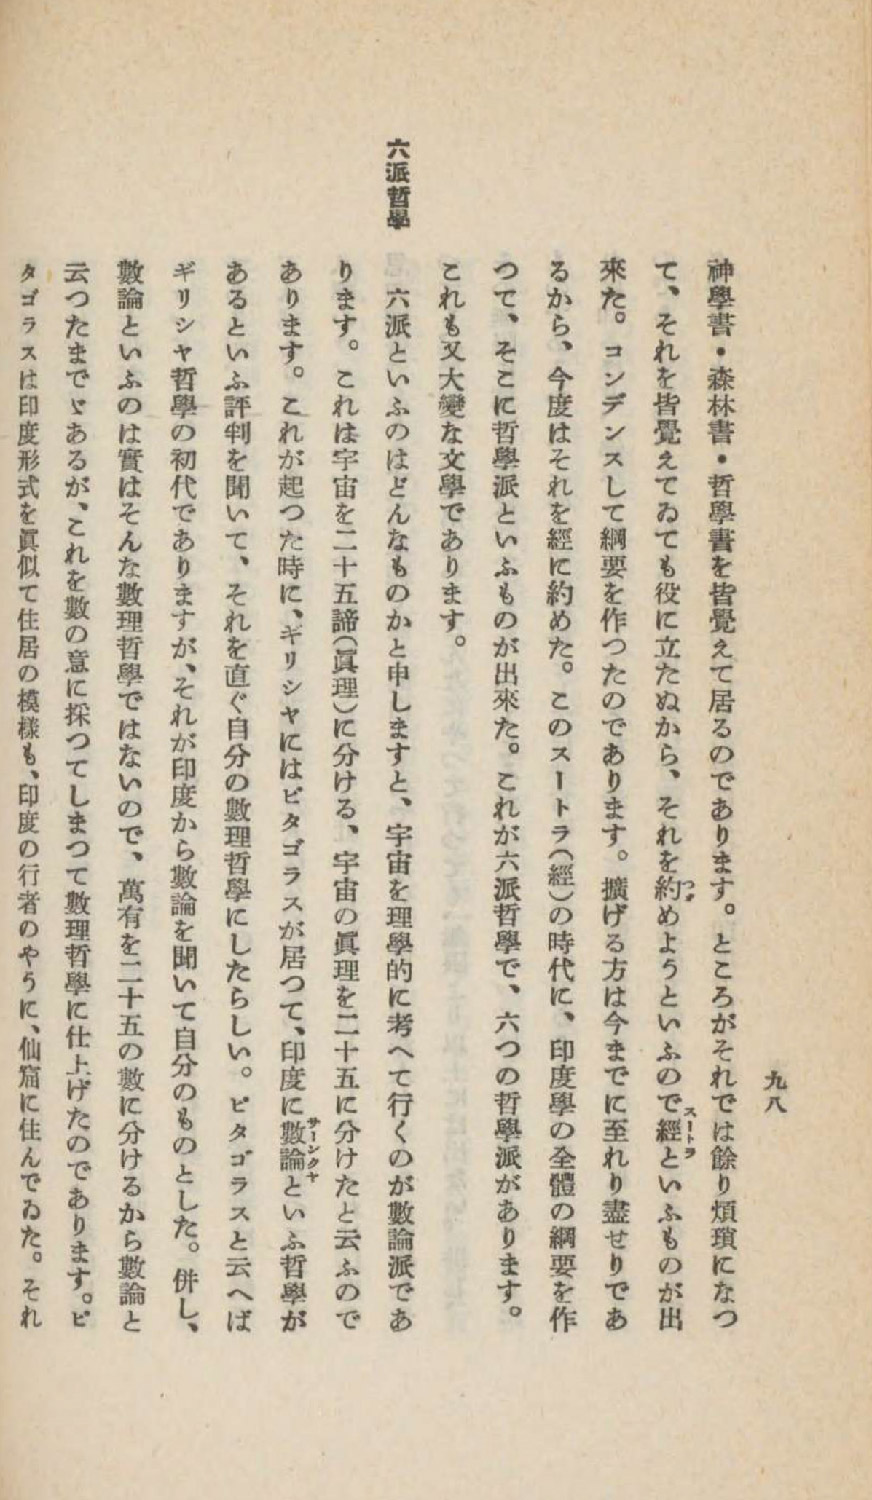 九八
神學書・森林書・哲學書を皆覺えて居るのであります。ところがそれでは餘り煩瑣になつ
て、それを皆覺えてゐても役に立たぬから、それを約めようといふので經といふものが出
つゞ
スートラ
來た。コンデンスして綱要を作つたのであります。擴げる方は今までに至れり盡せりであ
るから、今度はそれを經に約めた。このスートラ(經)の時代に、印度學の全體の綱要を作
つて、そこに哲學派といふものが出來た。これが六派哲學で、六つの哲學派があります。
これも又大變な文學であります。
六派哲學
六派といふのはどんなものかと申しますと、宇宙を理學的に考へて行くのが數論派であ
ります。これは宇宙を二十五諦(眞理)に分ける、宇宙の眞理を二十五に分けたと云ふので
あります。これが起つた時に、ギリシヤにはピタゴラスが居つて、印度に數論といふ哲學が
サーンクヤ
あるといふ評判を聞いて、それを直ぐ自分の數理哲學にしたらしい。ピタゴラスと云へば
ギリシヤ哲學の初代でありますが、それが印度から數論を聞いて自分のものとした。併し、
數論といふのは實はそんな數理哲學ではないので、萬有を二十五の數に分けるから數論と
云つたまでゞあるが、これを數の意に採つてしまつて數理哲學に仕上げたのであります。ピ
タゴラスは印度形式を眞似て住居の模樣も、印度の行者のやうに、仙窟に住んでゐた。それ